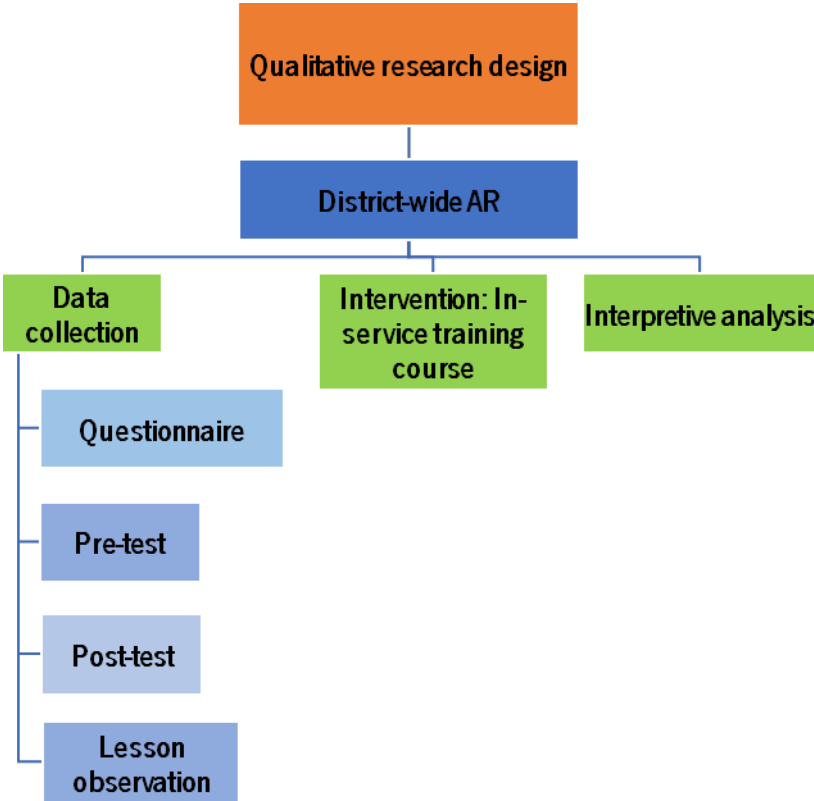 Qualitative research design
District-wide AR
Data
collection
Intervention: In-
service training
course
Interpretive analysis
Questionnaire
Pre-test
Post-test
Lesson
observation